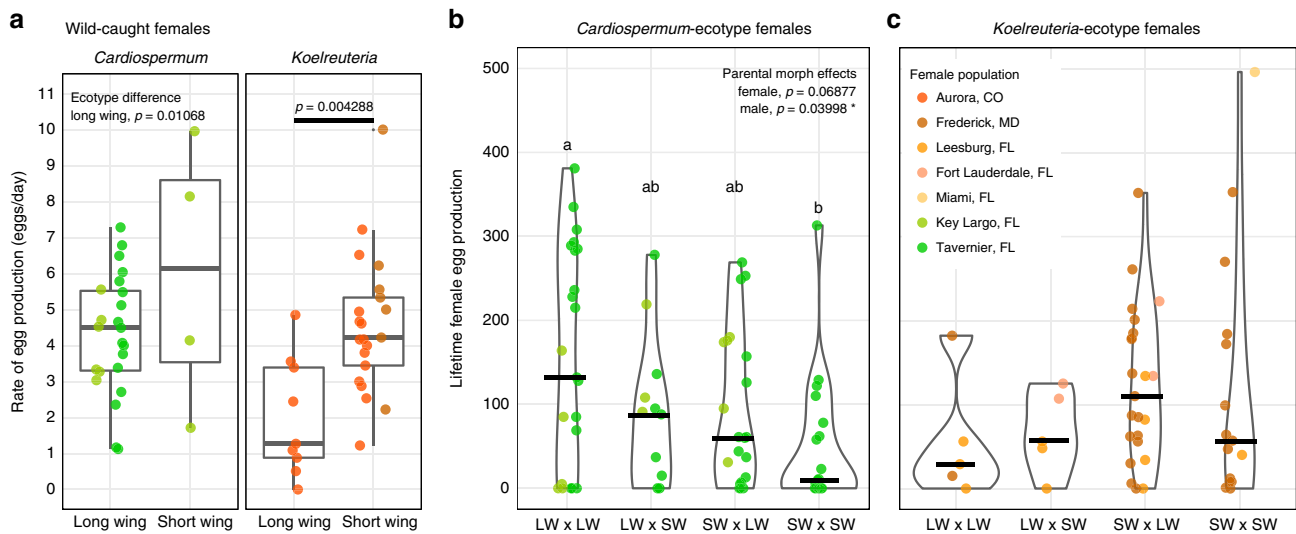 a
Wild-caught females
Cardiospermum
Koelreuteria
Rate of egg production (eggs/day)
11
10
9
8
7
6
5
4
3
2
1
0
Ecotype difference
long wing, p = 0.01068
p = 0.004288
Long wing
Short wing
Long wing
Short wing
b
Cardiospermum-ecotype females
Lifetime female egg production
500
400
300
200
100
0
Parental morph effects
female, p = 0.06877
male, p = 0.03998 *
a
ab
ab
b
LW x LW
LW x SW
SW x LW
SW x SW
c
Koelreuteria-ecotype females
Female population
Aurora, CO
Frederick, MD
Leesburg, FL
Fort Lauderdale, FL
Miami, FL
Key Largo, FL
Tavernier, FL
LW x LW
LW x SW
SW x LW
SW x SW